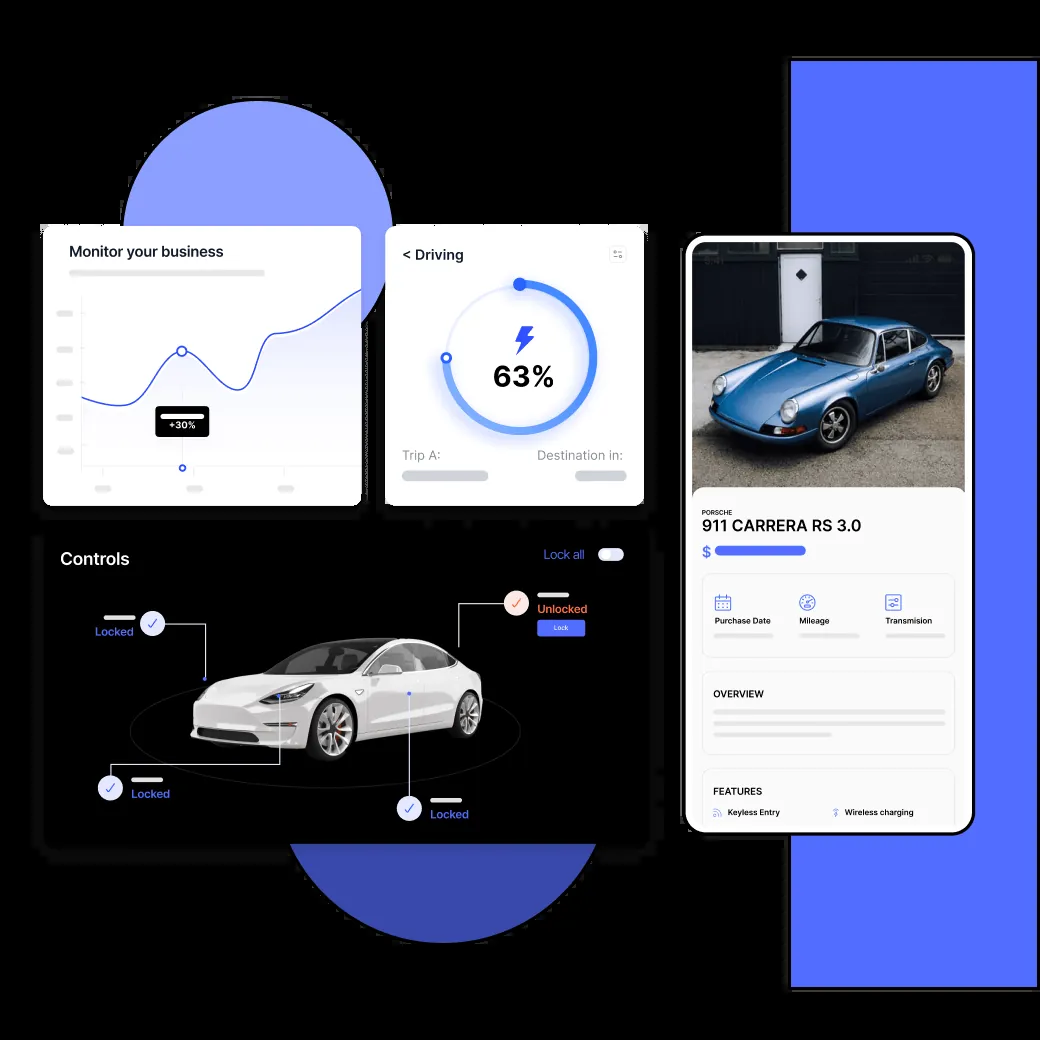 Monitor your business
+30%
< Driving
63%
Trip A:
Destination in:
Controls
Lock all
Locked
Unlocked
Lock
Locked
Locked
PORSCHE
911 CARRERA RS 3.0
$
Purchase Date
Mileage
Transmision
OVERVIEW
FEATURES
Keyless Entry
Wireless charging